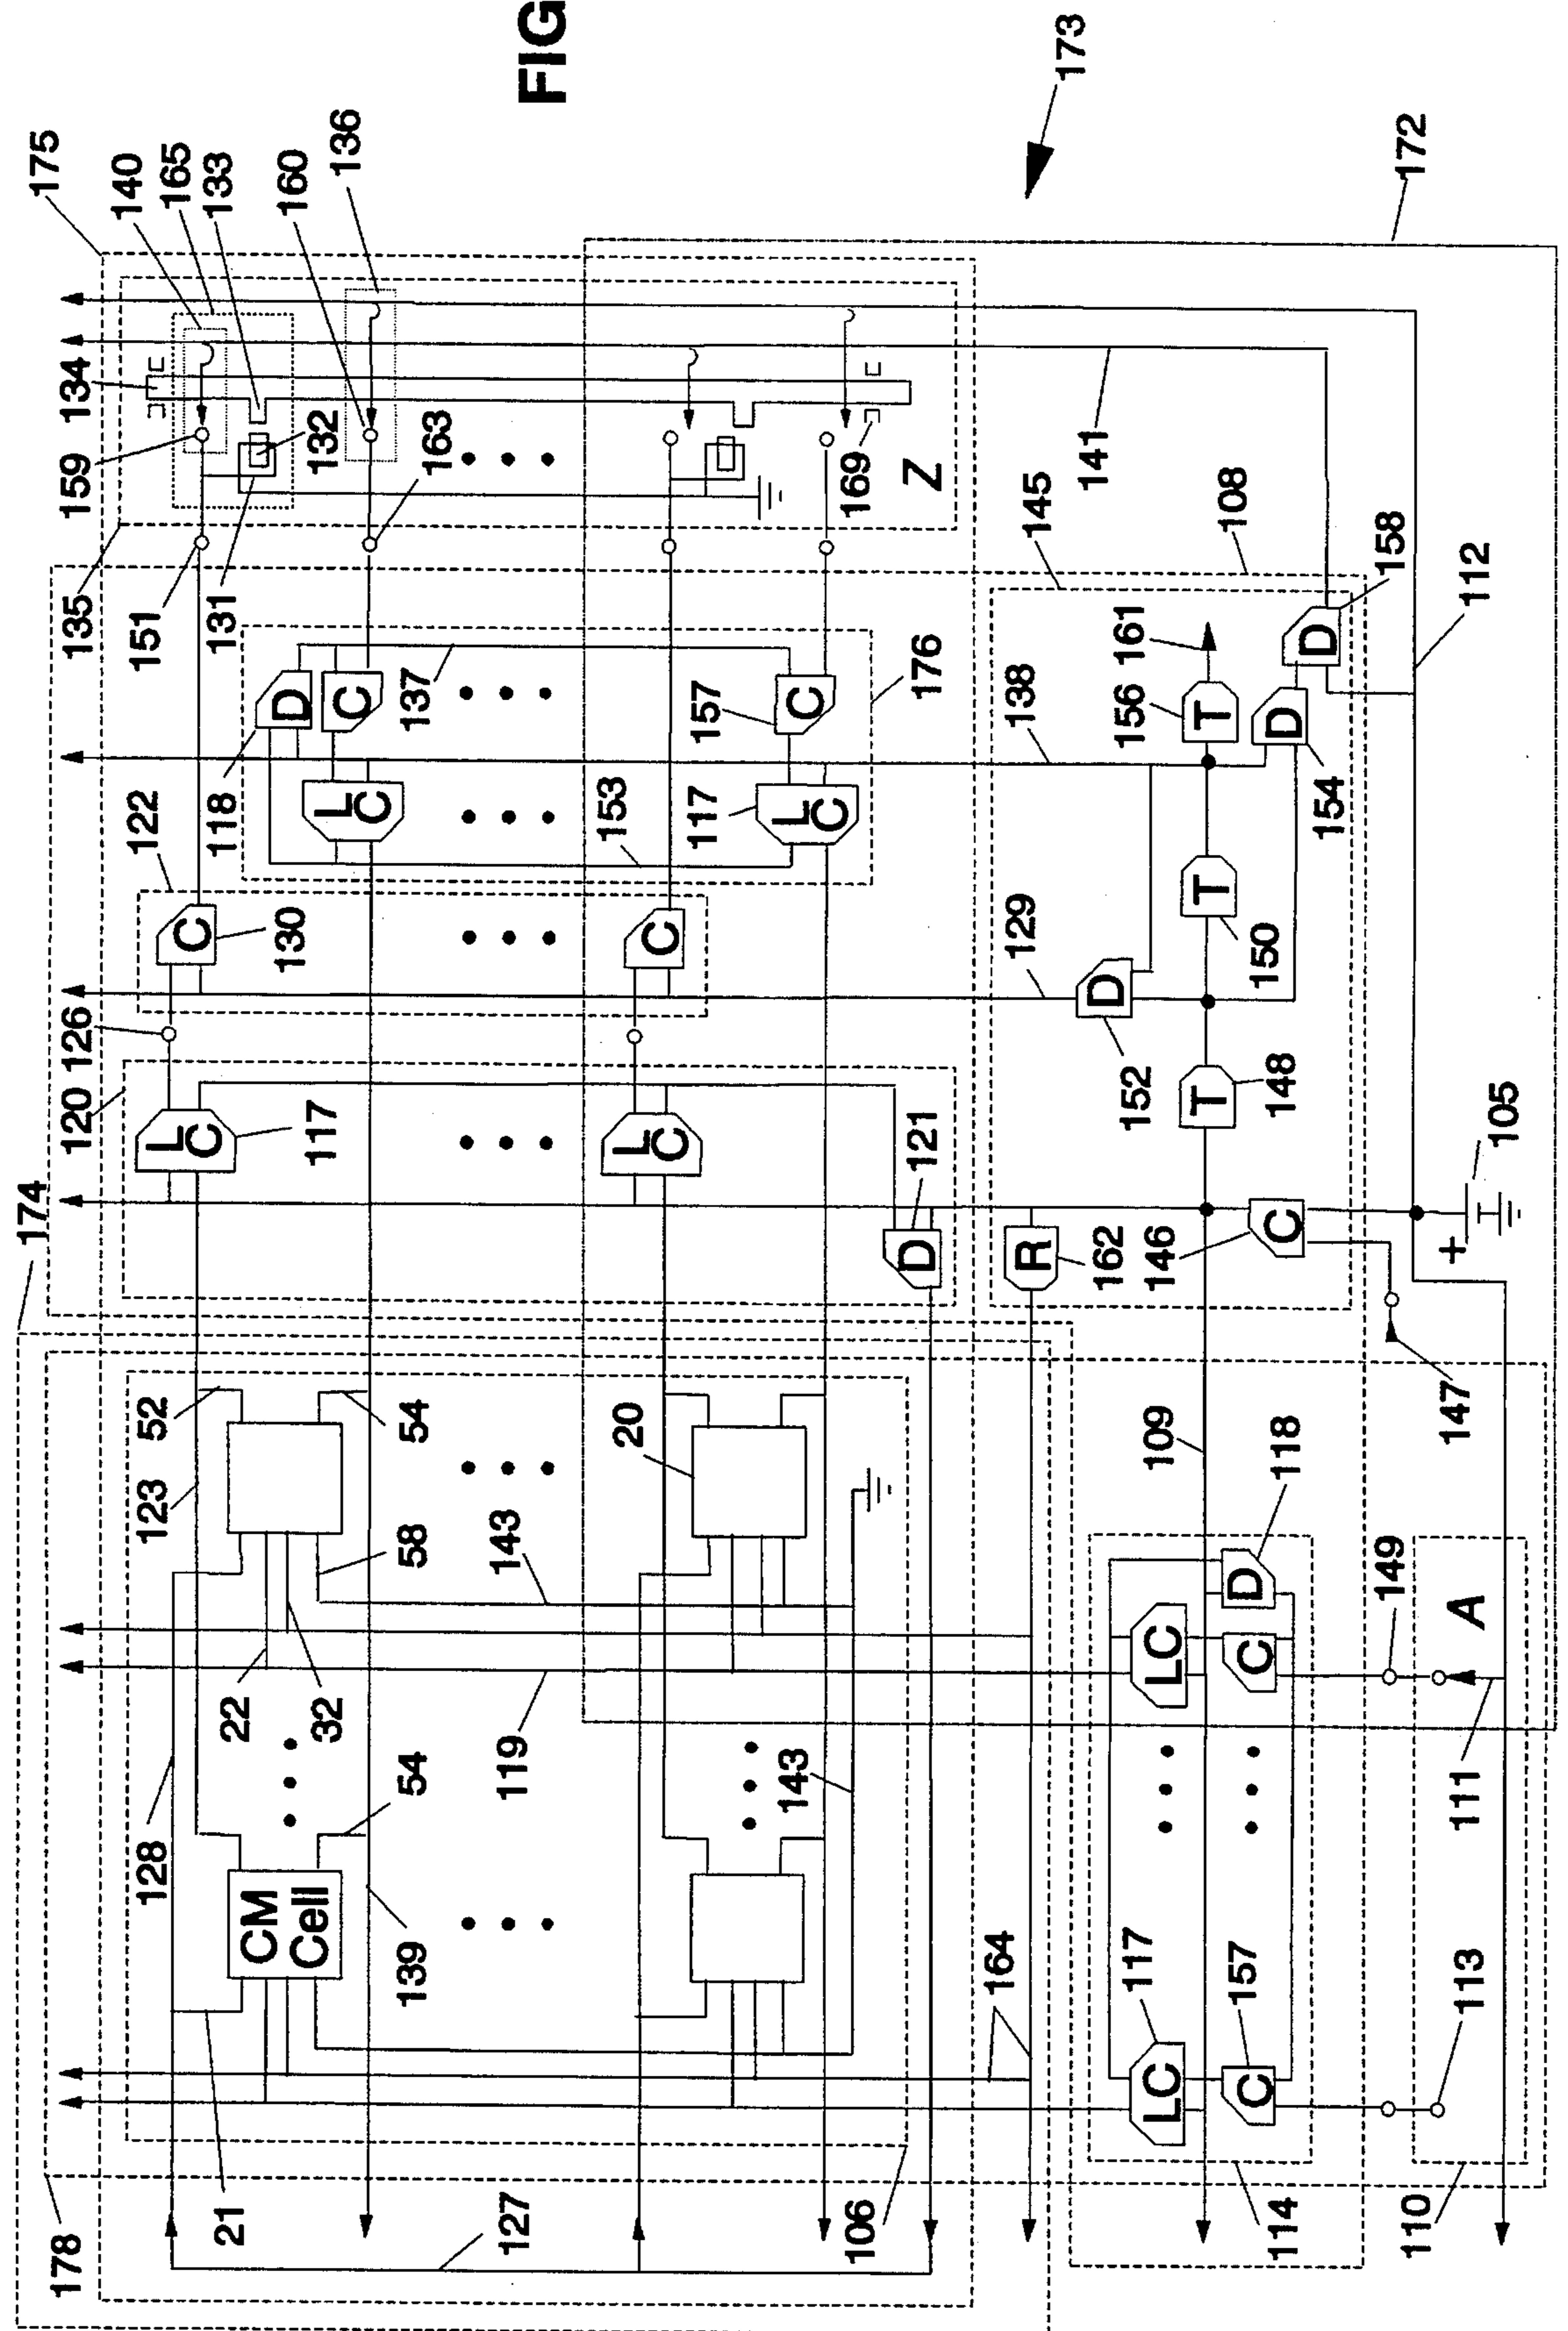 FIG
173
175
140
165
133
160
136
172
134
159
132
163
169
Z
141
145
108
135
151
131
158
112
D
C
137
157
C
176
138
156
T
161
D
D
154
122
118
L
C
153
117
L
C
129
T
150
C
130
C
D
152
126
120
L
C
117
L
C
121
D
T
148
105
174
R
162
146
C
+
147
52
54
123
20
58
143
109
118
D
149
A
22
32
119
LC
C
111
128
54
143
CM
Cell
139
164
117
LC
157
C
113
21
127
106
114
110
178